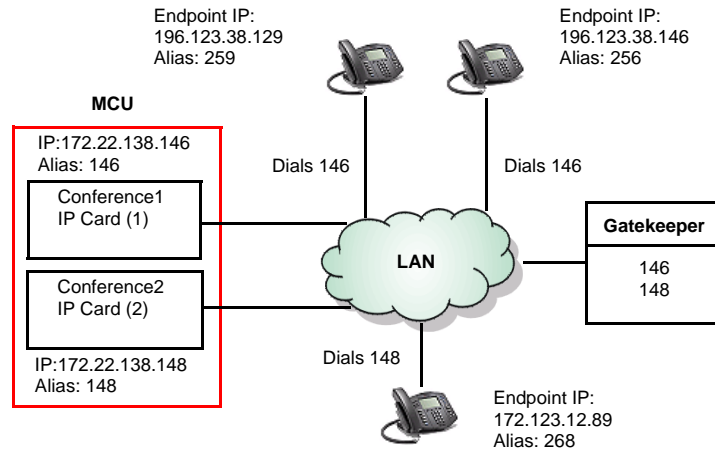 Endpoint IP:
196.123.38.129
Alias: 259
Endpoint IP:
196.123.38.146
Alias: 256
MCU
IP:172.22.138.146
Alias: 146
Conference1
IP Card (1)
Conference2
IP Card (2)
IP:172.22.138.148
Alias: 148
Dials 146
Dials 146
LAN
Gatekeeper
146
148
Dials 148
Endpoint IP:
172.123.12.89
Alias: 268